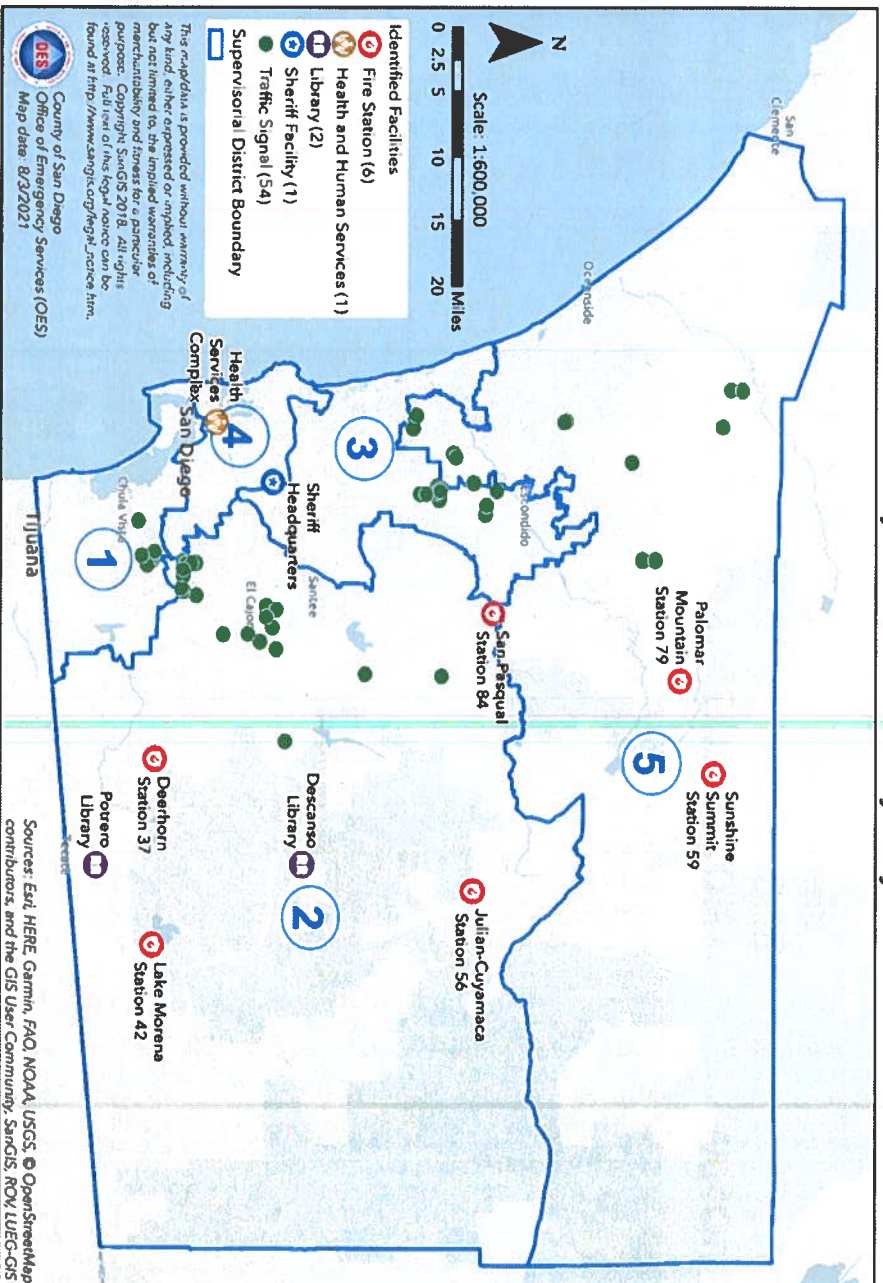 N
Scale: 1:600,000
Miles
0 2.5 5 10 15 20
Identified Facilities
Fire Station (6)
Health and Human Services (1)
Library (2)
Sheriff Facility (1)
Traffic Signal (54)
Supervisorial District Boundary
This map/data is provided without warranty of
any kind, either expressed or implied, including
but not limited to, the implied warranties of
merchantability and fitness for a particular
purpose. Copyright SanGIS 2018. All rights
reserved. Full text of this legal notice can be
found at http://www.sangis.org/legal_notice.htm.
OES
County of San Diego
Office of Emergency Services (OES)
Map date: 8/3/2021
San
Clemente
Oceanside
Escondido
Palomar
Mountain
Station 79
Sunshine
Summit
Station 59
5
San Pasqual
Station 84
Julian-Cuyamaca
Station 56
3
Santee
Sheriff
Headquarters
El Cajon
Descanso
Library
2
Health
Services
Complex
4
San Diego
Chula Vista
1
Tijuana
Deerhorn
Station 37
Lake Morena
Station 42
Potrero
Library
Tecate
Sources: Esri, HERE, Garmin, FAO, NOAA, USGS, © OpenStreetMap
contributors, and the GIS User Community, SanGIS, ROW, LUEG-GIS